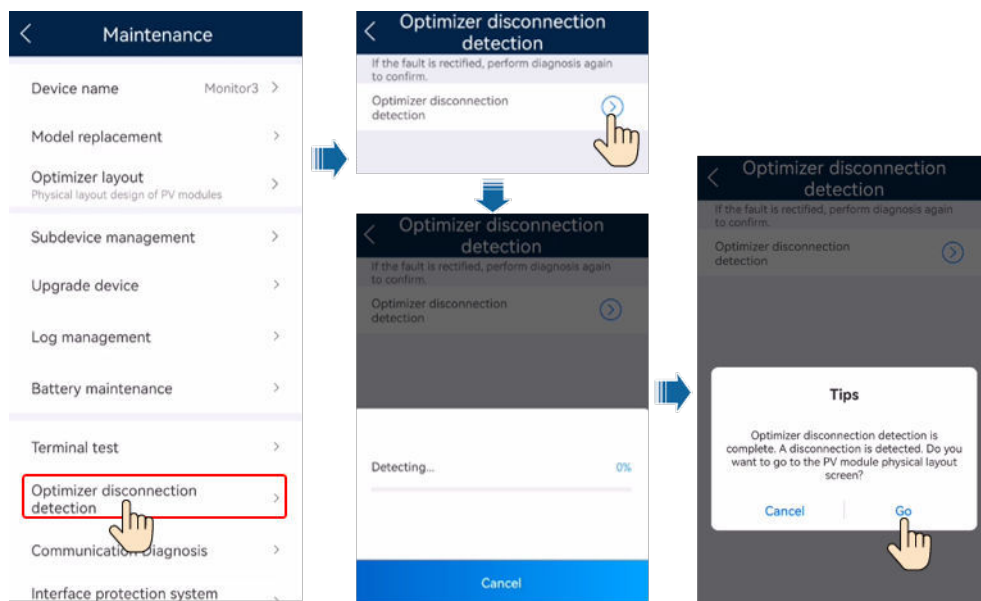 Maintenance
Device name Monitor3
Model replacement
Optimizer layout
Physical layout design of PV modules
Subdevice management
Upgrade device
Log management
Battery maintenance
Terminal test
Optimizer disconnection
detection
Communication Diagnosis
Interface protection system
Optimizer disconnection
detection
If the fault is rectified, perform diagnosis again
to confirm.
Optimizer disconnection
detection
Optimizer disconnection
detection
If the fault is rectified, perform diagnosis again
to confirm.
Optimizer disconnection
detection
Detecting... 0%
Cancel
Optimizer disconnection
detection
If the fault is rectified, perform diagnosis again
to confirm.
Optimizer disconnection
detection
Tips
Optimizer disconnection detection is
complete. A disconnection is detected. Do you
want to go to the PV module physical layout
screen?
Cancel Go